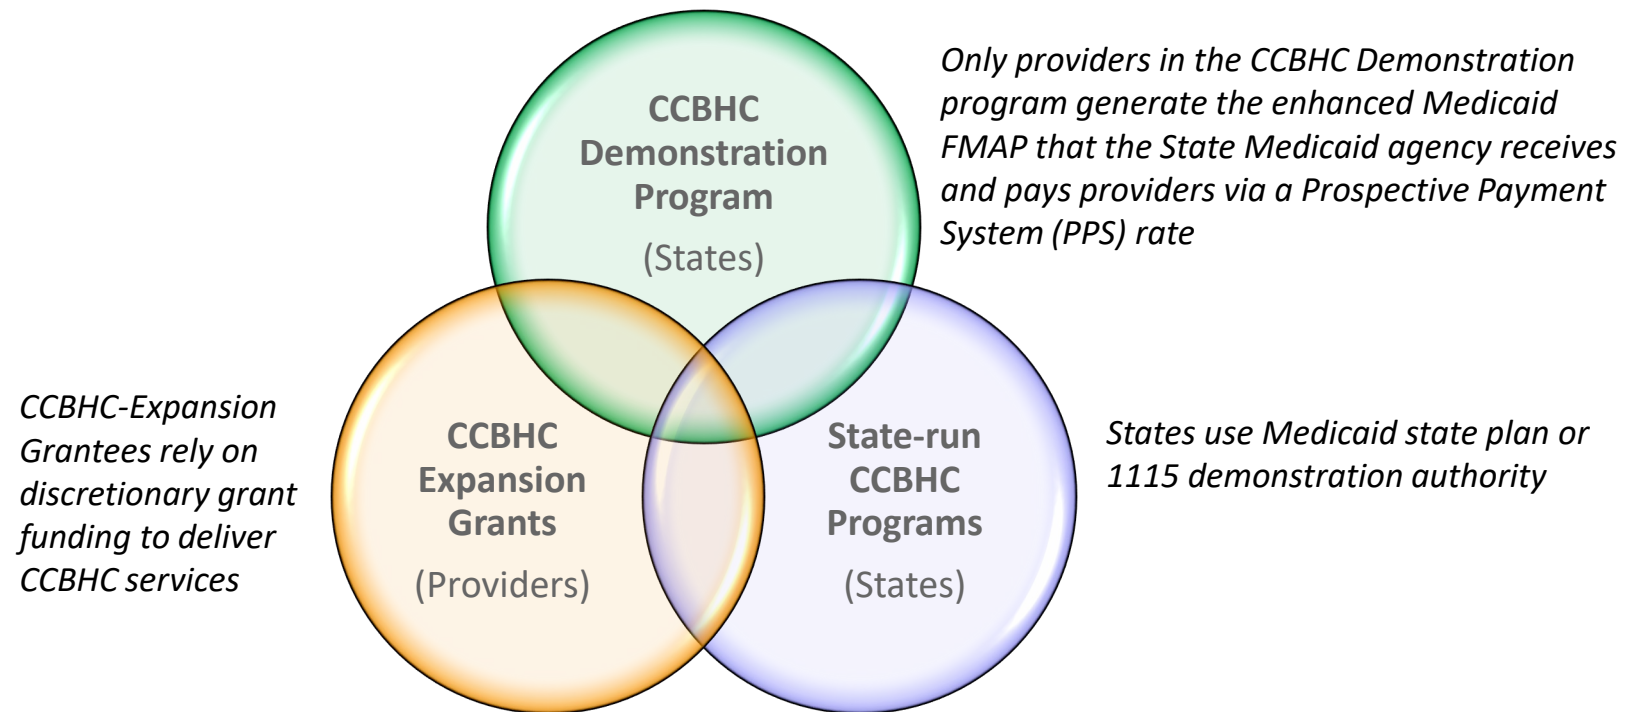 CCBHC
Demonstration
Program
(States)
Only providers in the CCBHC Demonstration
program generate the enhanced Medicaid
FMAP that the State Medicaid agency receives
and pays providers via a Prospective Payment
System (PPS) rate
CCBHC-Expansion
Grantees rely on
discretionary grant
funding to deliver
CCBHC services
CCBHC
Expansion
Grants
(Providers)
State-run
CCBHC
Programs
(States)
States use Medicaid state plan or
1115 demonstration authority